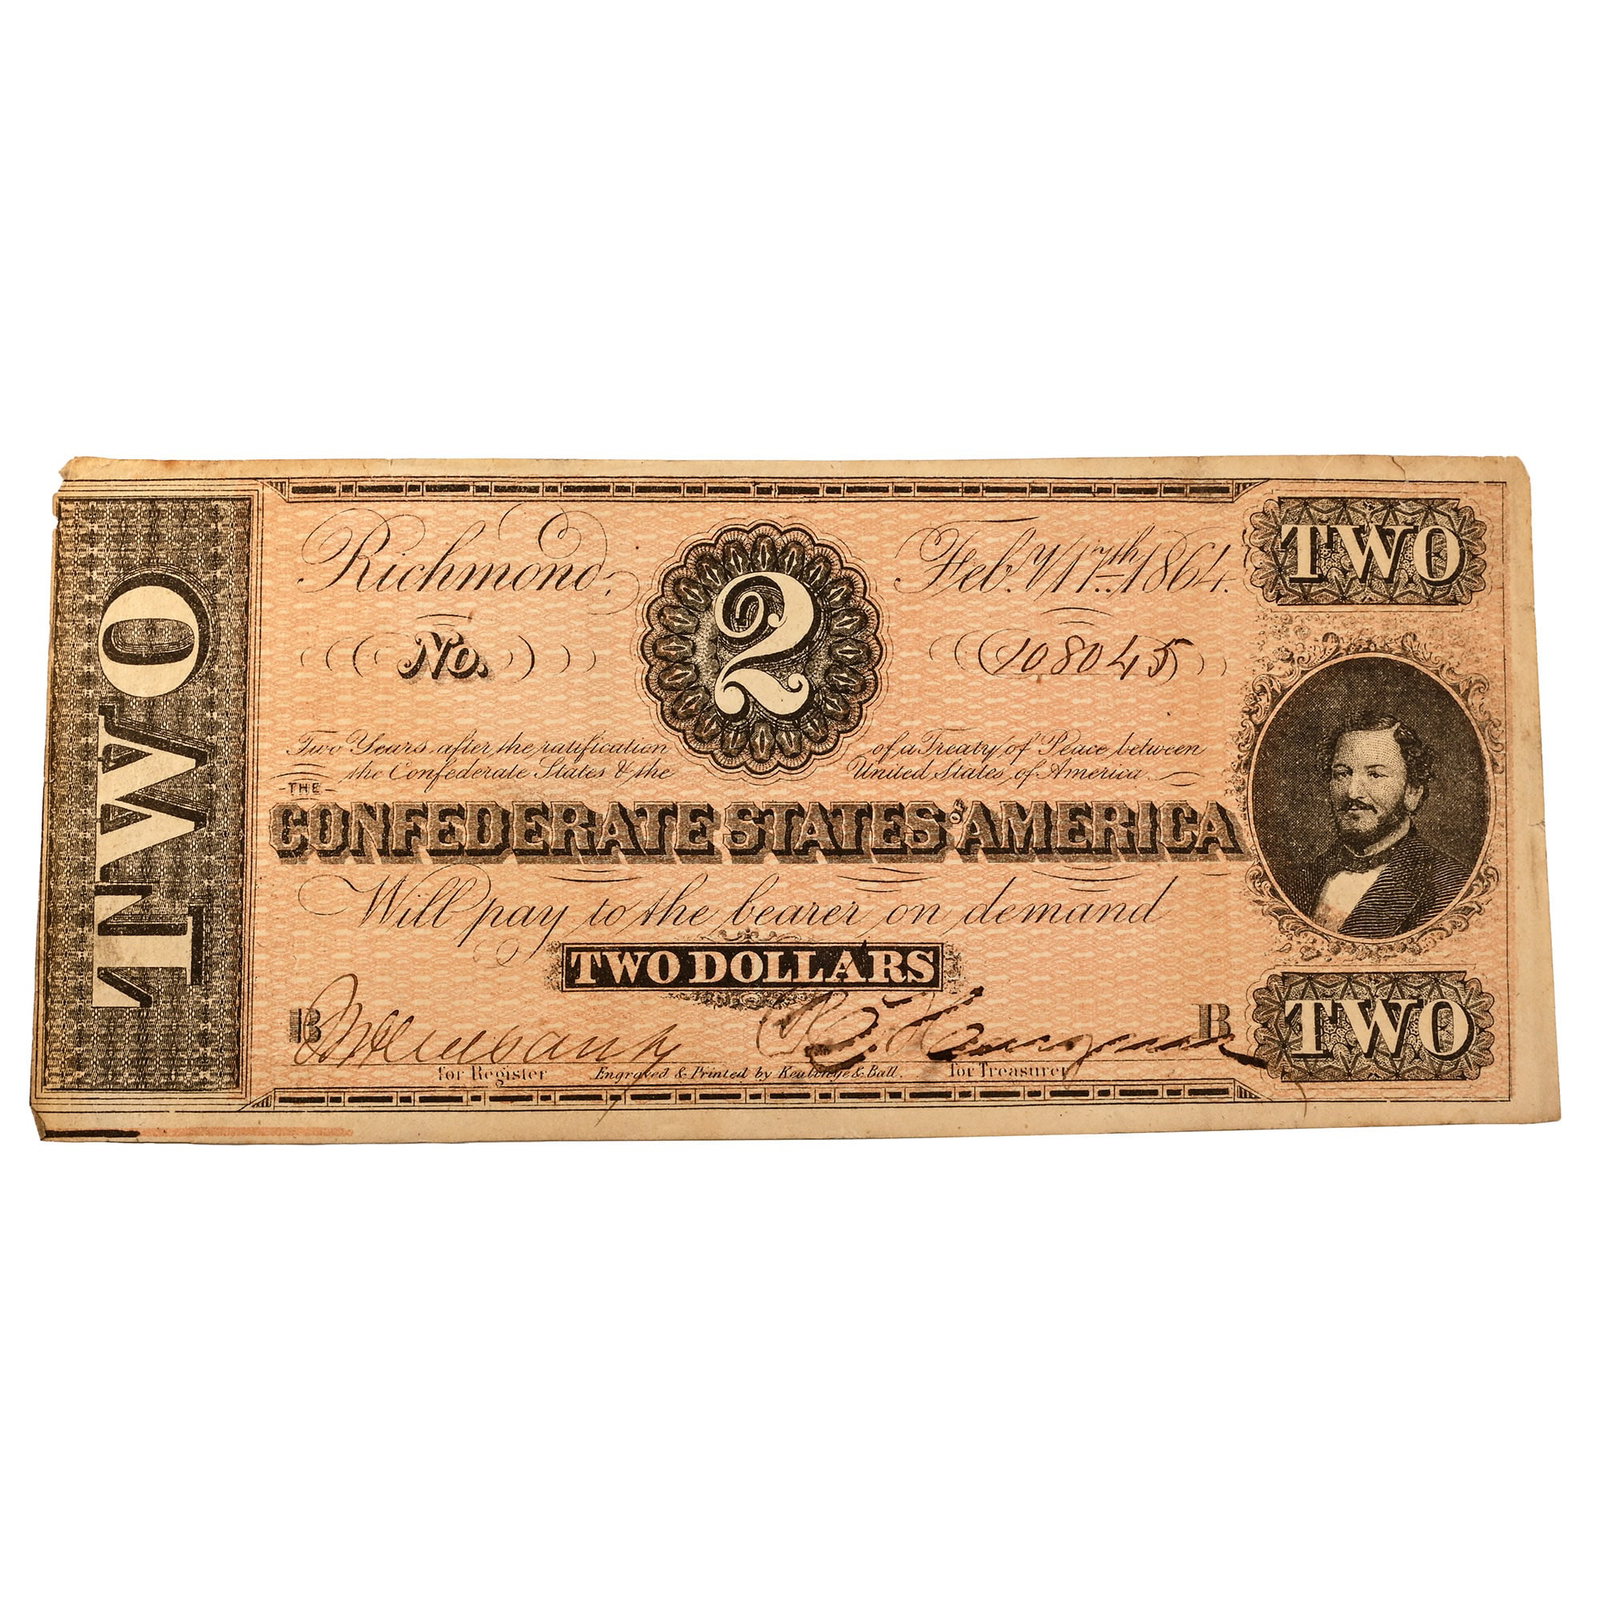 TWO
Richmond,
2
Feb.y 17th 1864.
TWO
No.
108045
Two Years after the ratification of a Treaty of Peace between
the Confederate States & the United States of America.
THE
CONFEDERATE STATES OF AMERICA
Will pay to the bearer on demand
TWO DOLLARS
B
B
for Register
Engraved & Printed by Keatinge & Ball.
for Treasurer
TWO